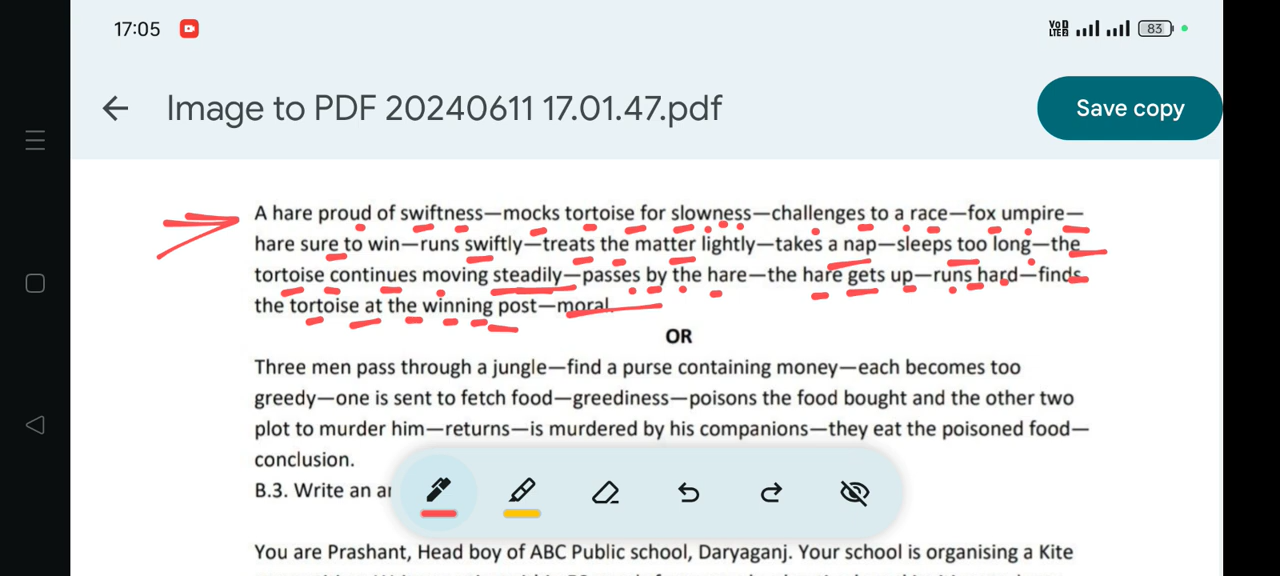 17:05
Vo LTE2 83
Image to PDF 20240611 17.01.47.pdf
Save copy
A hare proud of swiftness—mocks tortoise for slowness—challenges to a race—fox umpire—
hare sure to win—runs swiftly—treats the matter lightly—takes a nap—sleeps too long—the
tortoise continues moving steadily—passes by the hare—the hare gets up—runs hard—finds
the tortoise at the winning post—moral.
OR
Three men pass through a jungle—find a purse containing money—each becomes too
greedy—one is sent to fetch food—greediness—poisons the food bought and the other two
plot to murder him—returns—is murdered by his companions—they eat the poisoned food—
conclusion.
B.3. Write an
You are Prashant, Head boy of ABC Public school, Daryaganj. Your school is organising a Kite